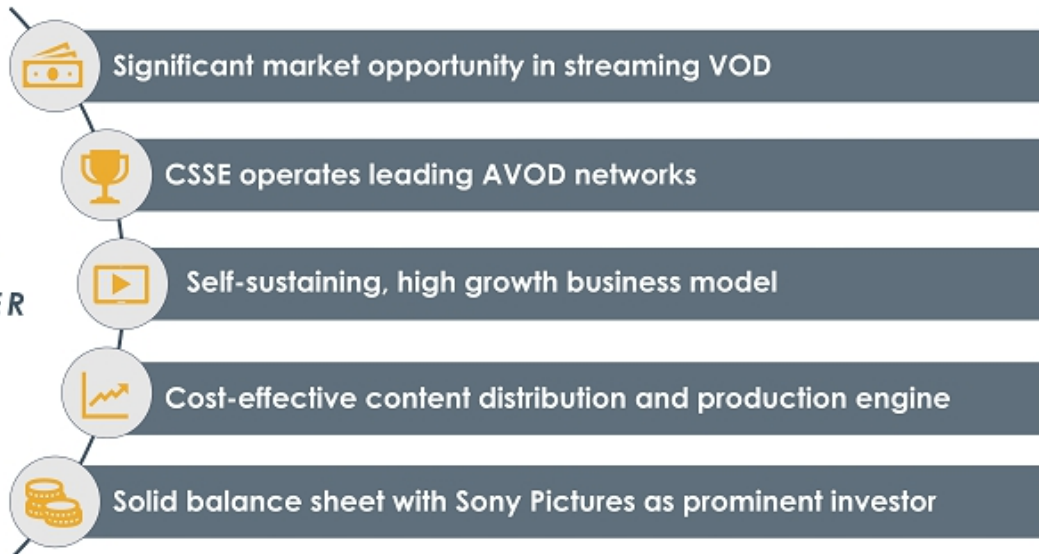 Significant market opportunity in streaming VOD
CSSE operates leading AVOD networks
Self-sustaining, high growth business model
ER
Cost-effective content distribution and production engine
Solid balance sheet with Sony Pictures as prominent investor